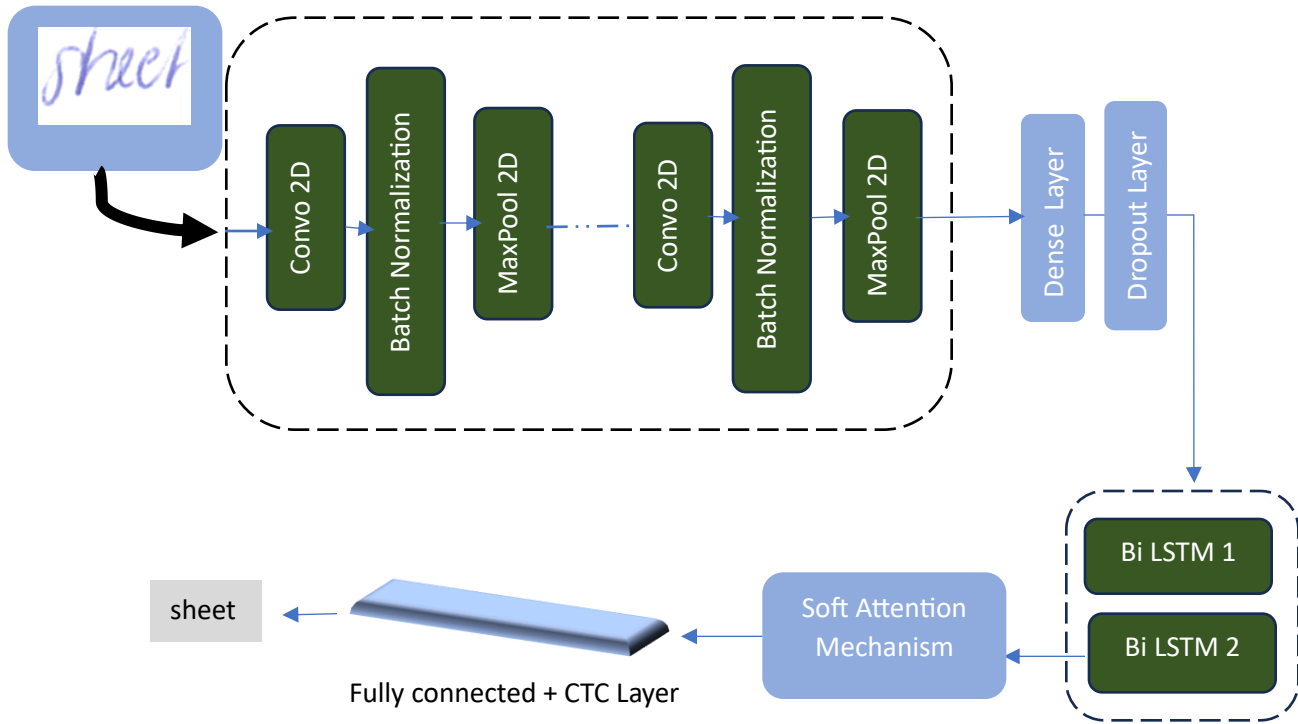 sheet
Convo 2D
Batch Normalization
MaxPool 2D
Convo 2D
Batch Normalization
MaxPool 2D
Dense Layer
Dropout Layer
Bi LSTM 1
Bi LSTM 2
Soft Attention
Mechanism
Fully connected + CTC Layer
sheet